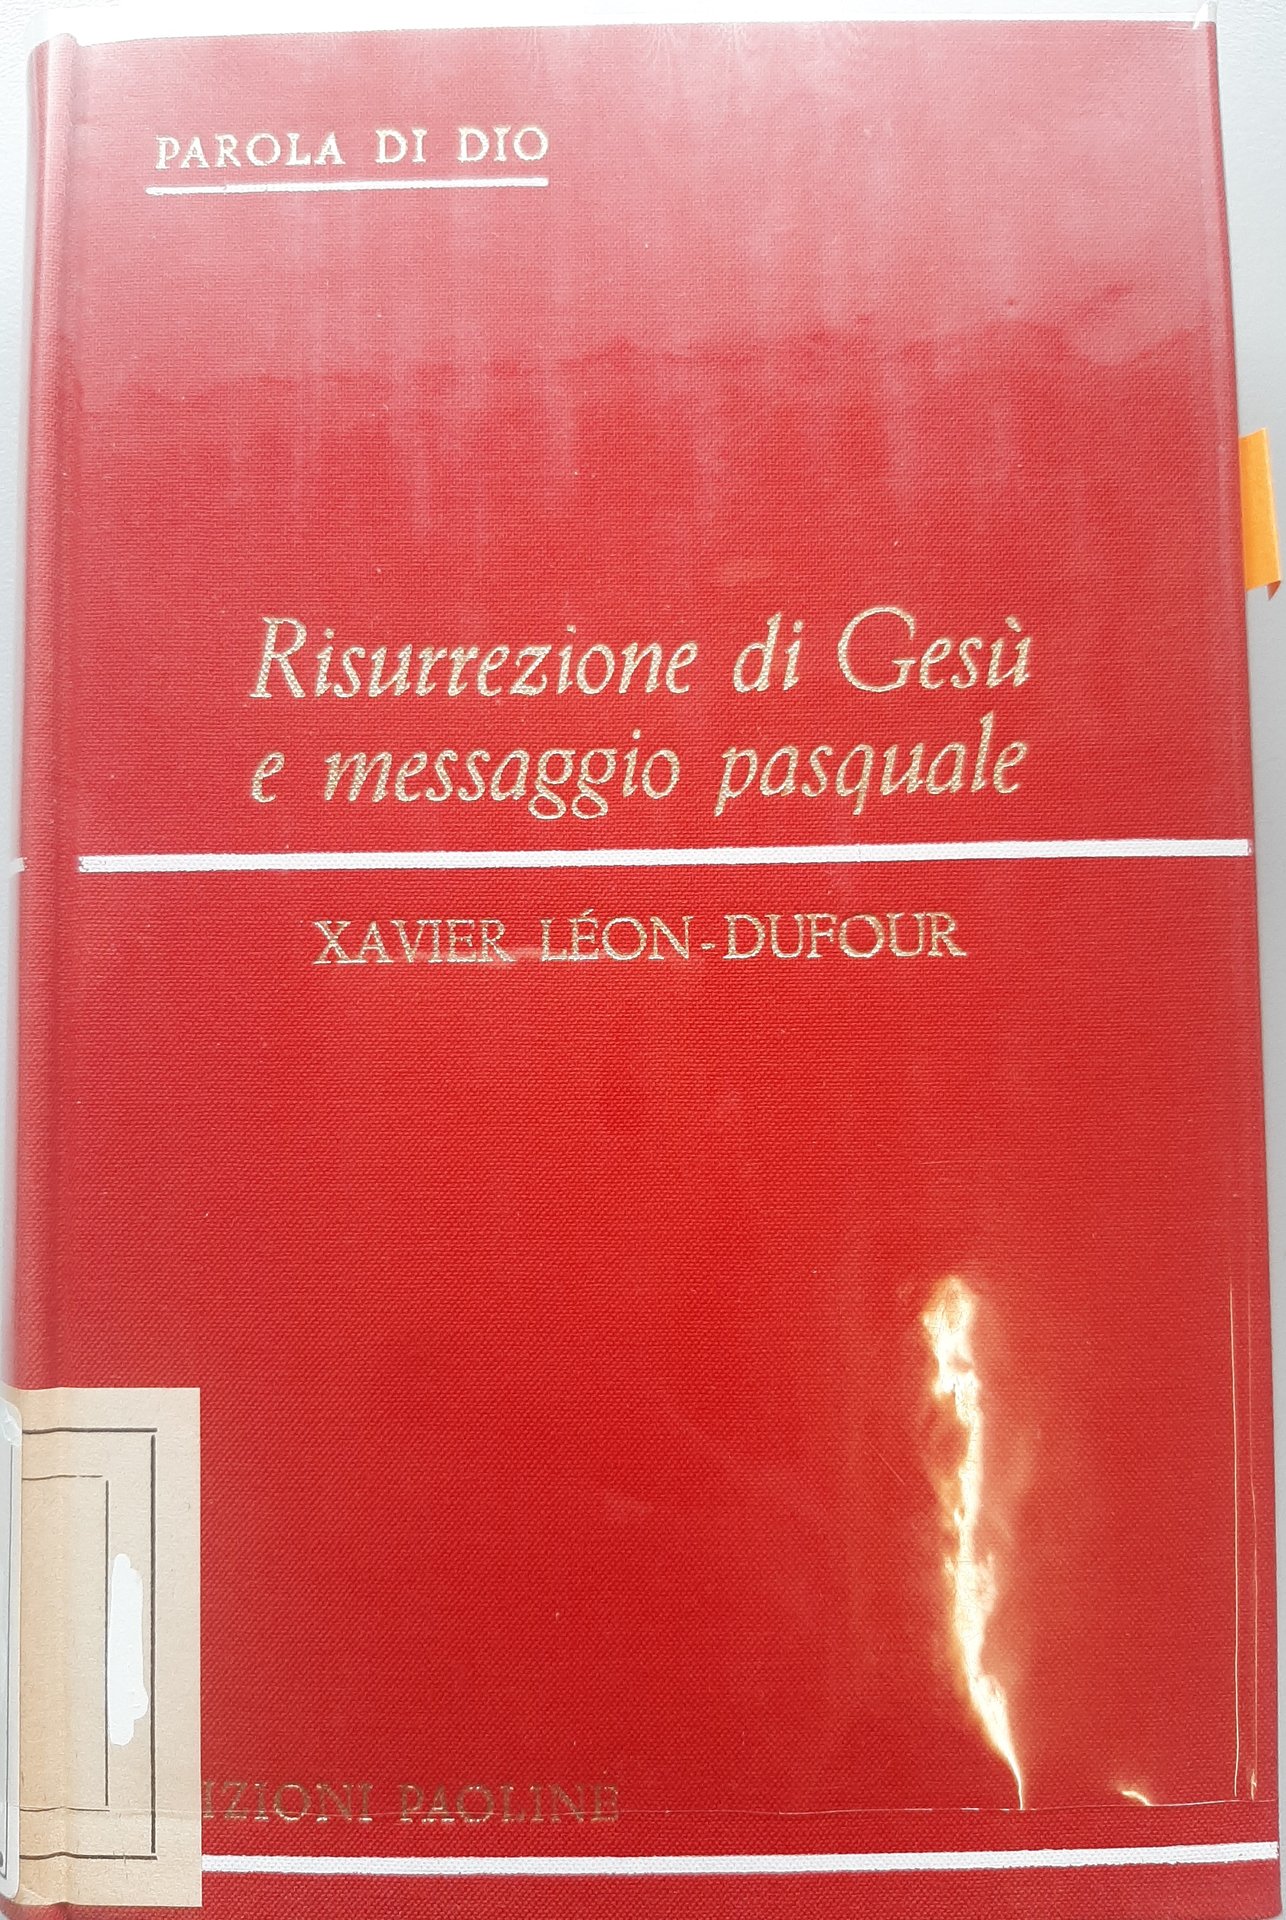 PAROLA DI DIO
Risurrezione di Gesù
e messaggio pasquale
XAVIER LÉON-DUFOUR
IZIONI PAOLINE